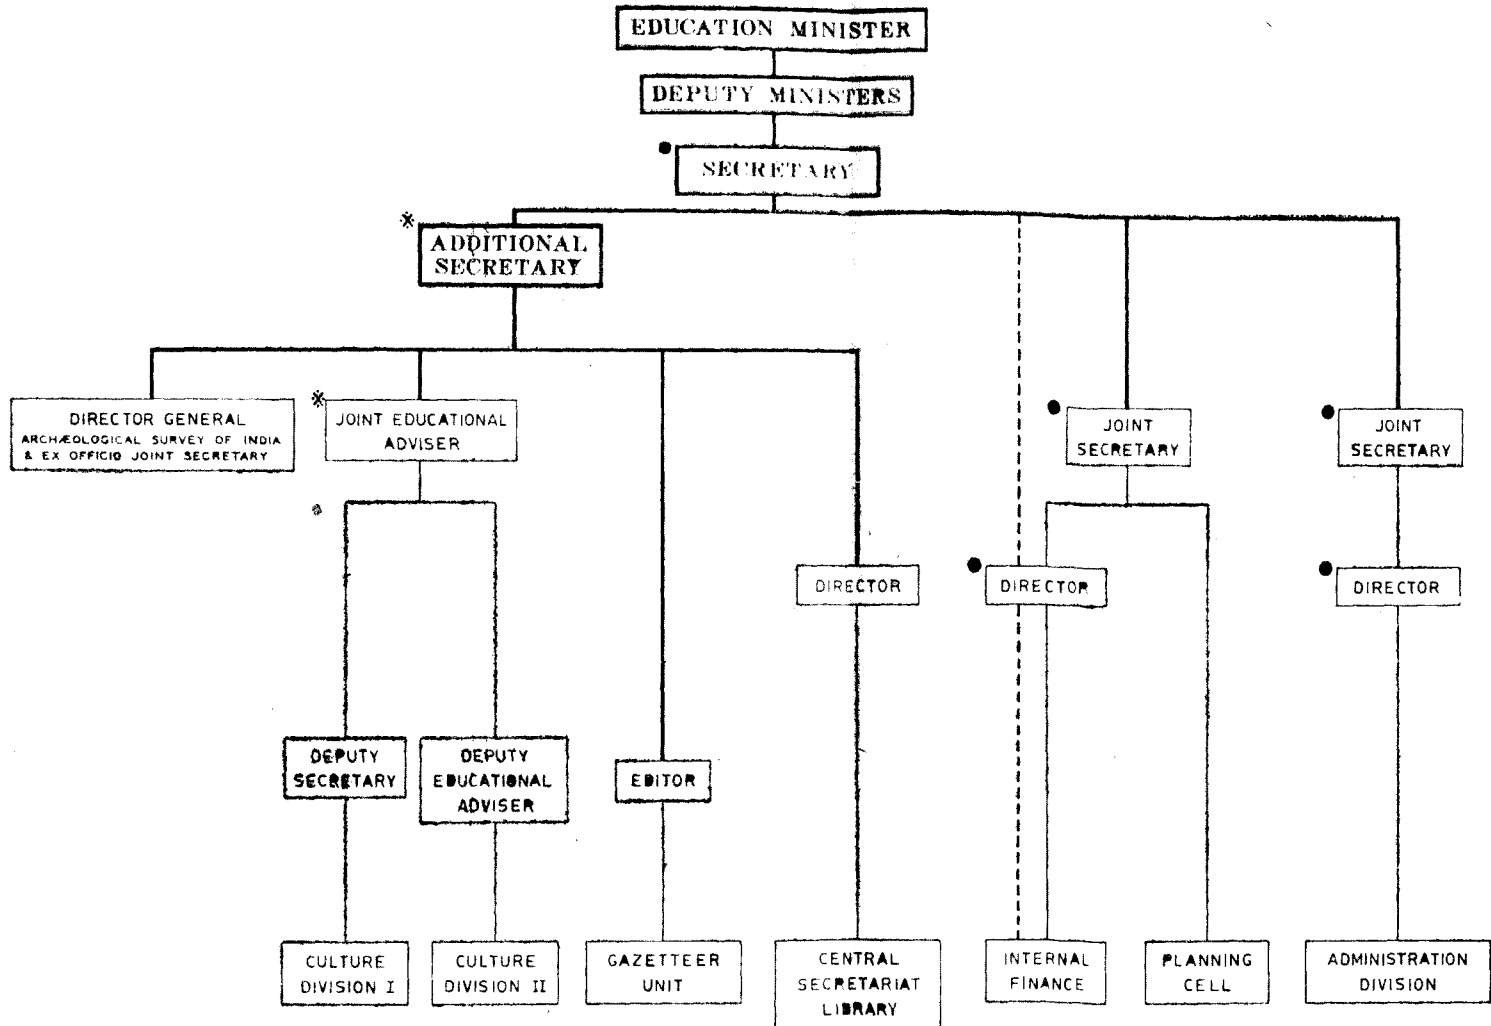 EDUCATION MINISTER
DEPUTY MINISTERS
SECRETARY
ADDITIONAL
SECRETARY
DIRECTOR GENERAL
ARCHÆOLOGICAL SURVEY OF INDIA
& EX OFFICIO JOINT SECRETARY
JOINT EDUCATIONAL
ADVISER
JOINT
SECRETARY
JOINT
SECRETARY
DIRECTOR
DIRECTOR
DIRECTOR
DEPUTY
SECRETARY
DEPUTY
EDUCATIONAL
ADVISER
EDITOR
CULTURE
DIVISION I
CULTURE
DIVISION II
GAZETTEER
UNIT
CENTRAL
SECRETARIAT
LIBRARY
INTERNAL
FINANCE
PLANNING
CELL
ADMINISTRATION
DIVISION